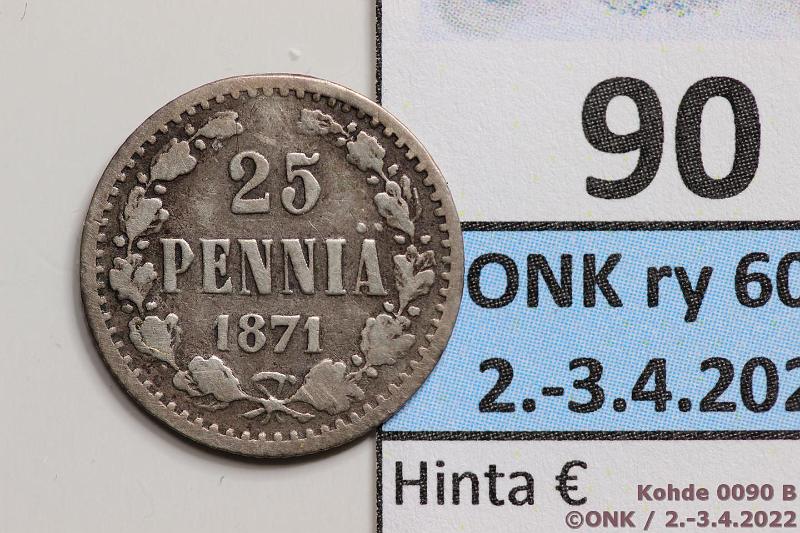 25
PENNIÄ
1871
90
ONK ry 60
2.-3.4.202
Hinta €
Kohde 0090 B
©ONK / 2.-3.4.2022